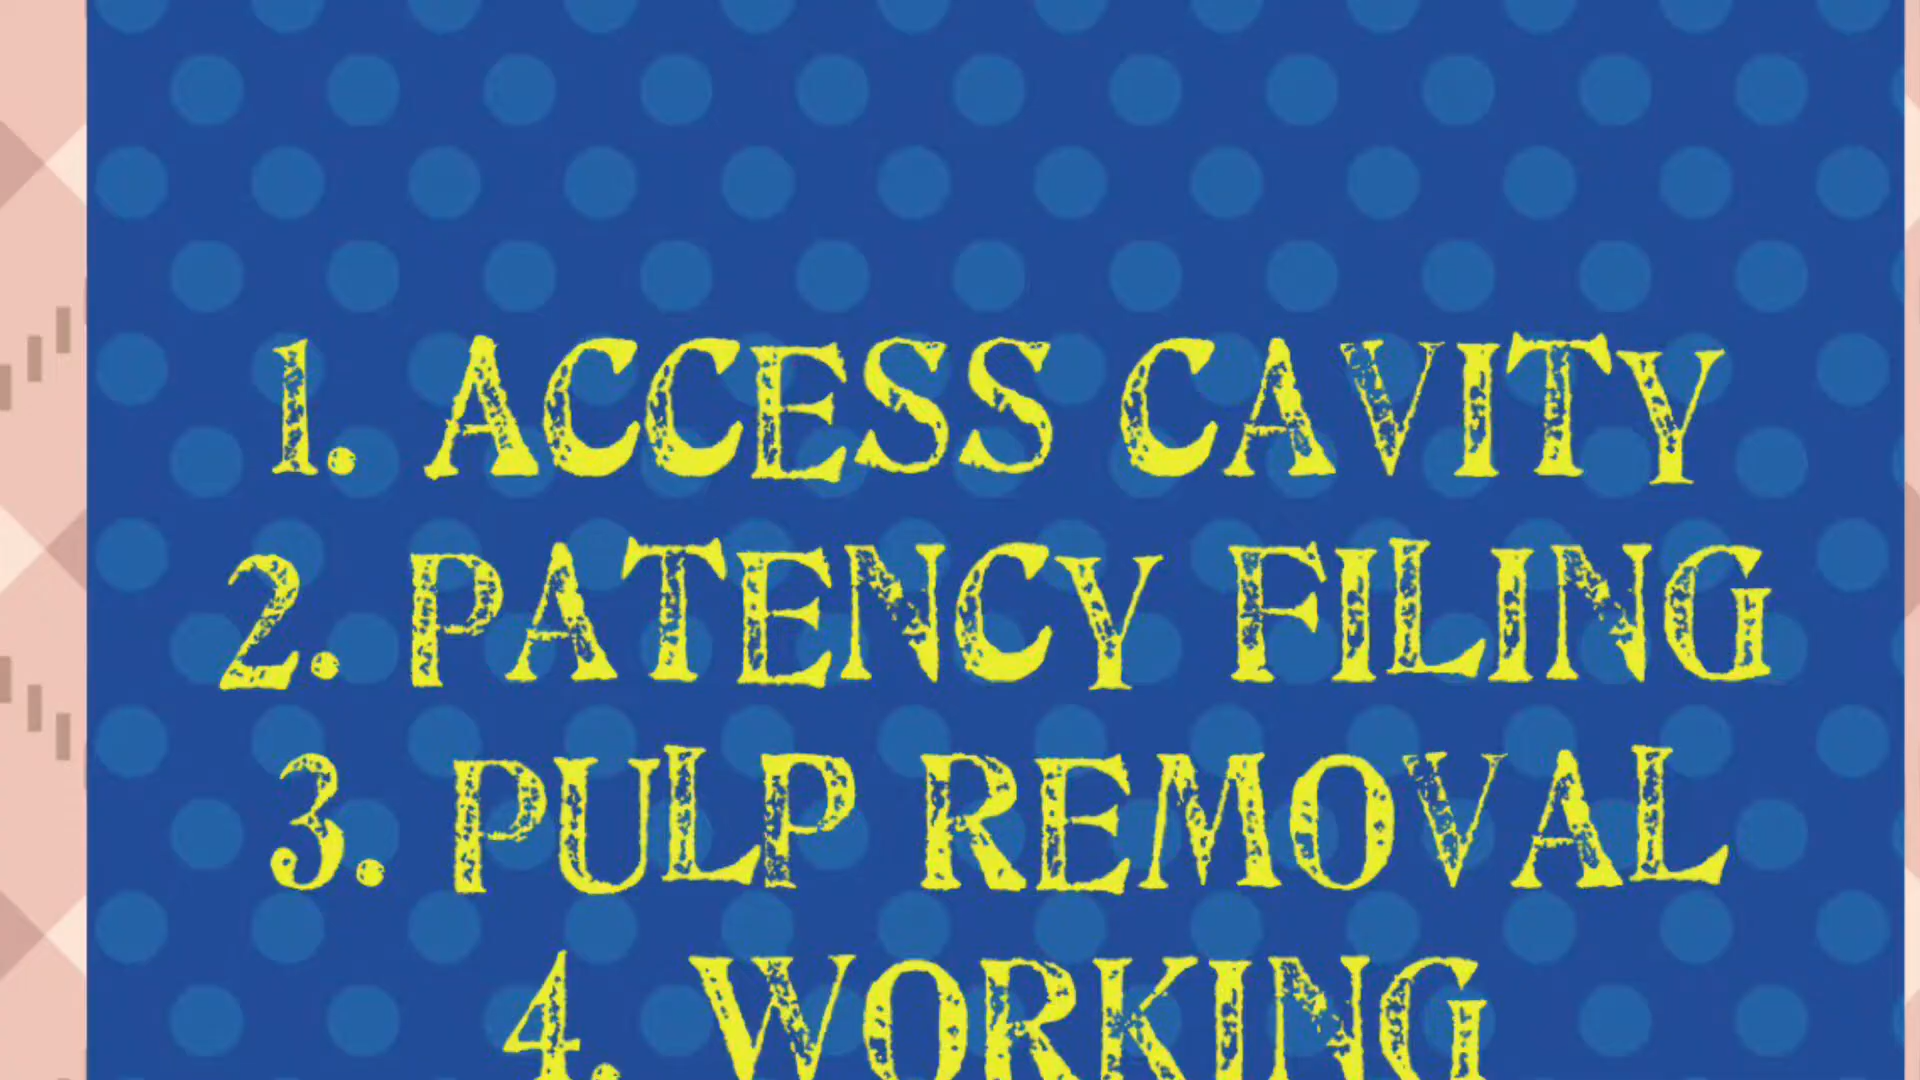 1. ACCESS CAVITY
2. PATENCY FILING
3. PULP REMOVAL
4. WORKING